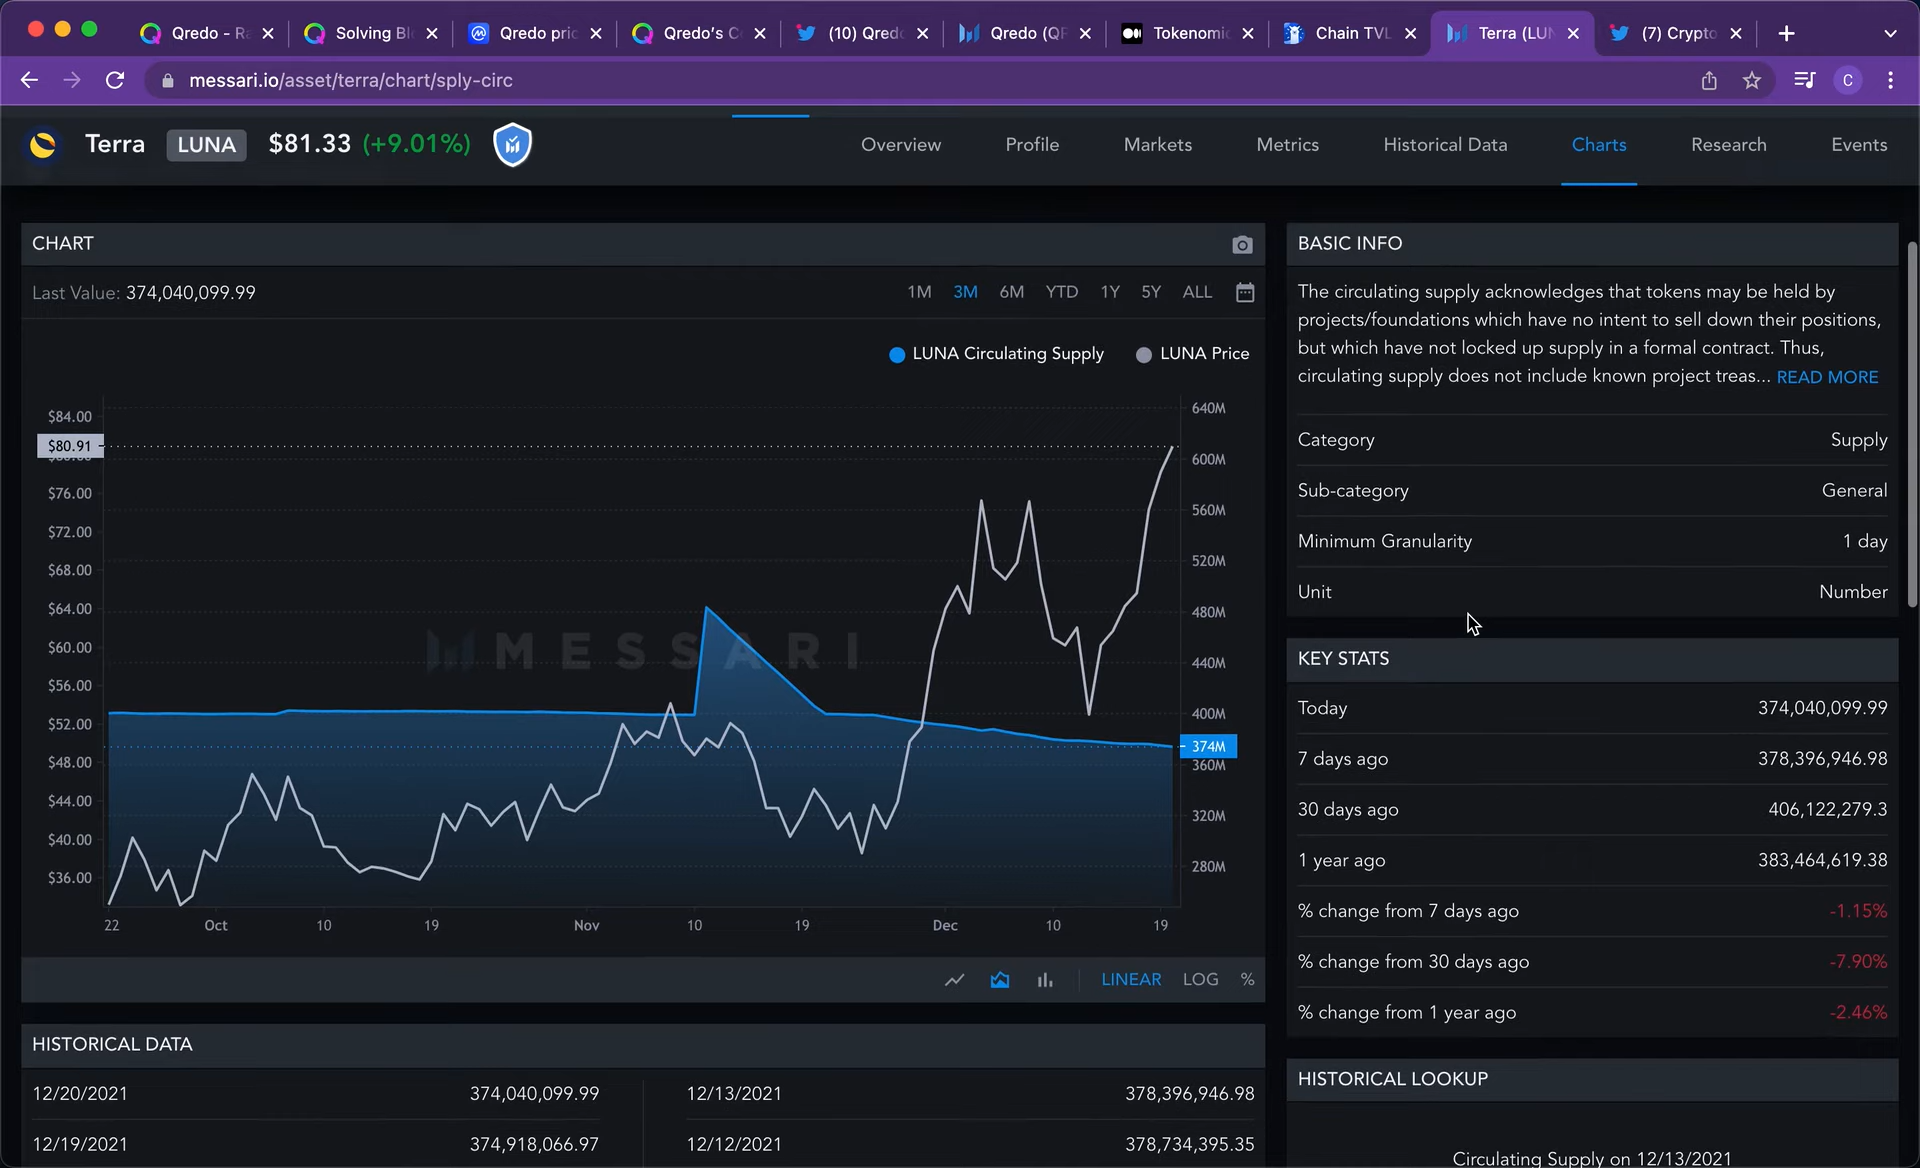 Qredo - Ra
Solving Bl
Qredo pric
Qredo's C
(10) Qredo
Qredo (QR
Tokenomic
Chain TVL
Terra (LUN
(7) Crypto
messari.io/asset/terra/chart/sply-circ
C
Terra LUNA $81.33 (+9.01%)
Overview Profile Markets Metrics Historical Data Charts Research Events
CHART
Last Value: 374,040,099.99
1M 3M 6M YTD 1Y 5Y ALL
LUNA Circulating Supply LUNA Price
$84.00
$80.91
$76.00
$72.00
$68.00
$64.00
$60.00
$56.00
$52.00
$48.00
$44.00
$40.00
$36.00
MESSARI
640M
600M
560M
520M
480M
440M
400M
374M
360M
320M
280M
22 Oct 10 19 Nov 10 19 Dec 10 19
LINEAR LOG %
HISTORICAL DATA
12/20/2021 374,040,099.99 12/13/2021 378,396,946.98
12/19/2021 374,918,066.97 12/12/2021 378,734,395.35
BASIC INFO
The circulating supply acknowledges that tokens may be held by
projects/foundations which have no intent to sell down their positions,
but which have not locked up supply in a formal contract. Thus,
circulating supply does not include known project treas... READ MORE
Category Supply
Sub-category General
Minimum Granularity 1 day
Unit Number
KEY STATS
Today 374,040,099.99
7 days ago 378,396,946.98
30 days ago 406,122,279.3
1 year ago 383,464,619.38
% change from 7 days ago -1.15%
% change from 30 days ago -7.90%
% change from 1 year ago -2.46%
HISTORICAL LOOKUP
Circulating Supply on 12/13/2021